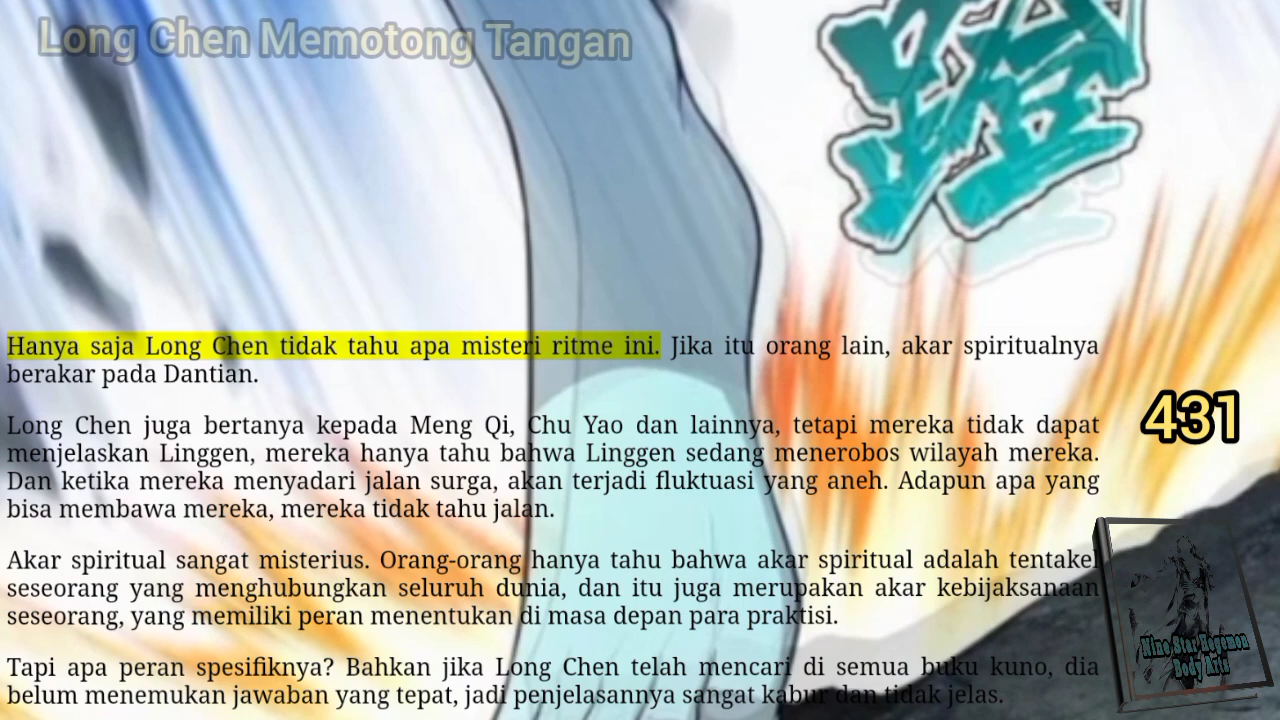 Long Chen Memotong Tangan
蹬
Hanya saja Long Chen tidak tahu apa misteri ritme ini. Jika itu orang lain, akar spiritualnya
berakar pada Dantian.
431
Long Chen juga bertanya kepada Meng Qi, Chu Yao dan lainnya, tetapi mereka tidak dapat
menjelaskan Linggen, mereka hanya tahu bahwa Linggen sedang menerobos wilayah mereka.
Dan ketika mereka menyadari jalan surga, akan terjadi fluktuasi yang aneh. Adapun apa yang
bisa membawa mereka, mereka tidak tahu jalan.
Akar spiritual sangat misterius. Orang-orang hanya tahu bahwa akar spiritual adalah tentakel
seseorang yang menghubungkan seluruh dunia, dan itu juga merupakan akar kebijaksanaan
seseorang, yang memiliki peran menentukan di masa depan para praktisi.
Tapi apa peran spesifiknya? Bahkan jika Long Chen telah mencari di semua buku kuno, dia
belum menemukan jawaban yang tepat, jadi penjelasannya sangat kabur dan tidak jelas.
Nine Star Hegemon
Body Arts